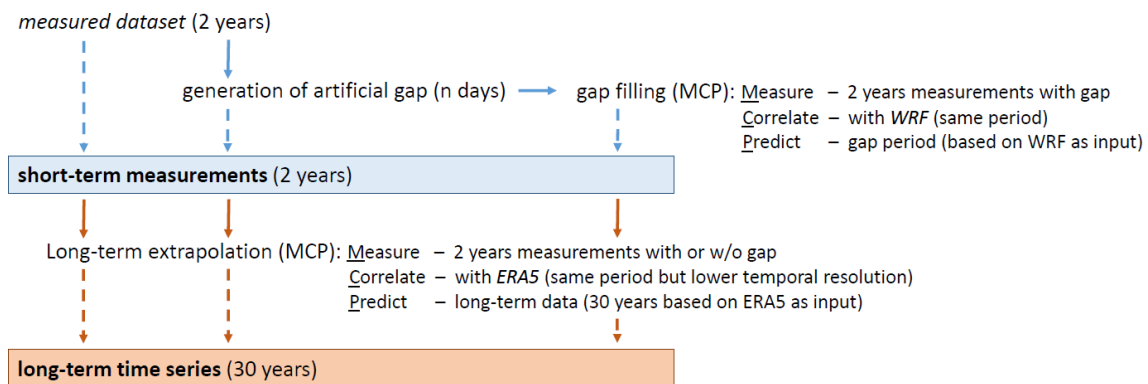 measured dataset (2 years)
generation of artificial gap (n days)
gap filling (MCP): Measure – 2 years measurements with gap
Correlate – with WRF (same period)
Predict – gap period (based on WRF as input)
short-term measurements (2 years)
Long-term extrapolation (MCP): Measure – 2 years measurements with or w/o gap
Correlate – with ERA5 (same period but lower temporal resolution)
Predict – long-term data (30 years based on ERA5 as input)
long-term time series (30 years)